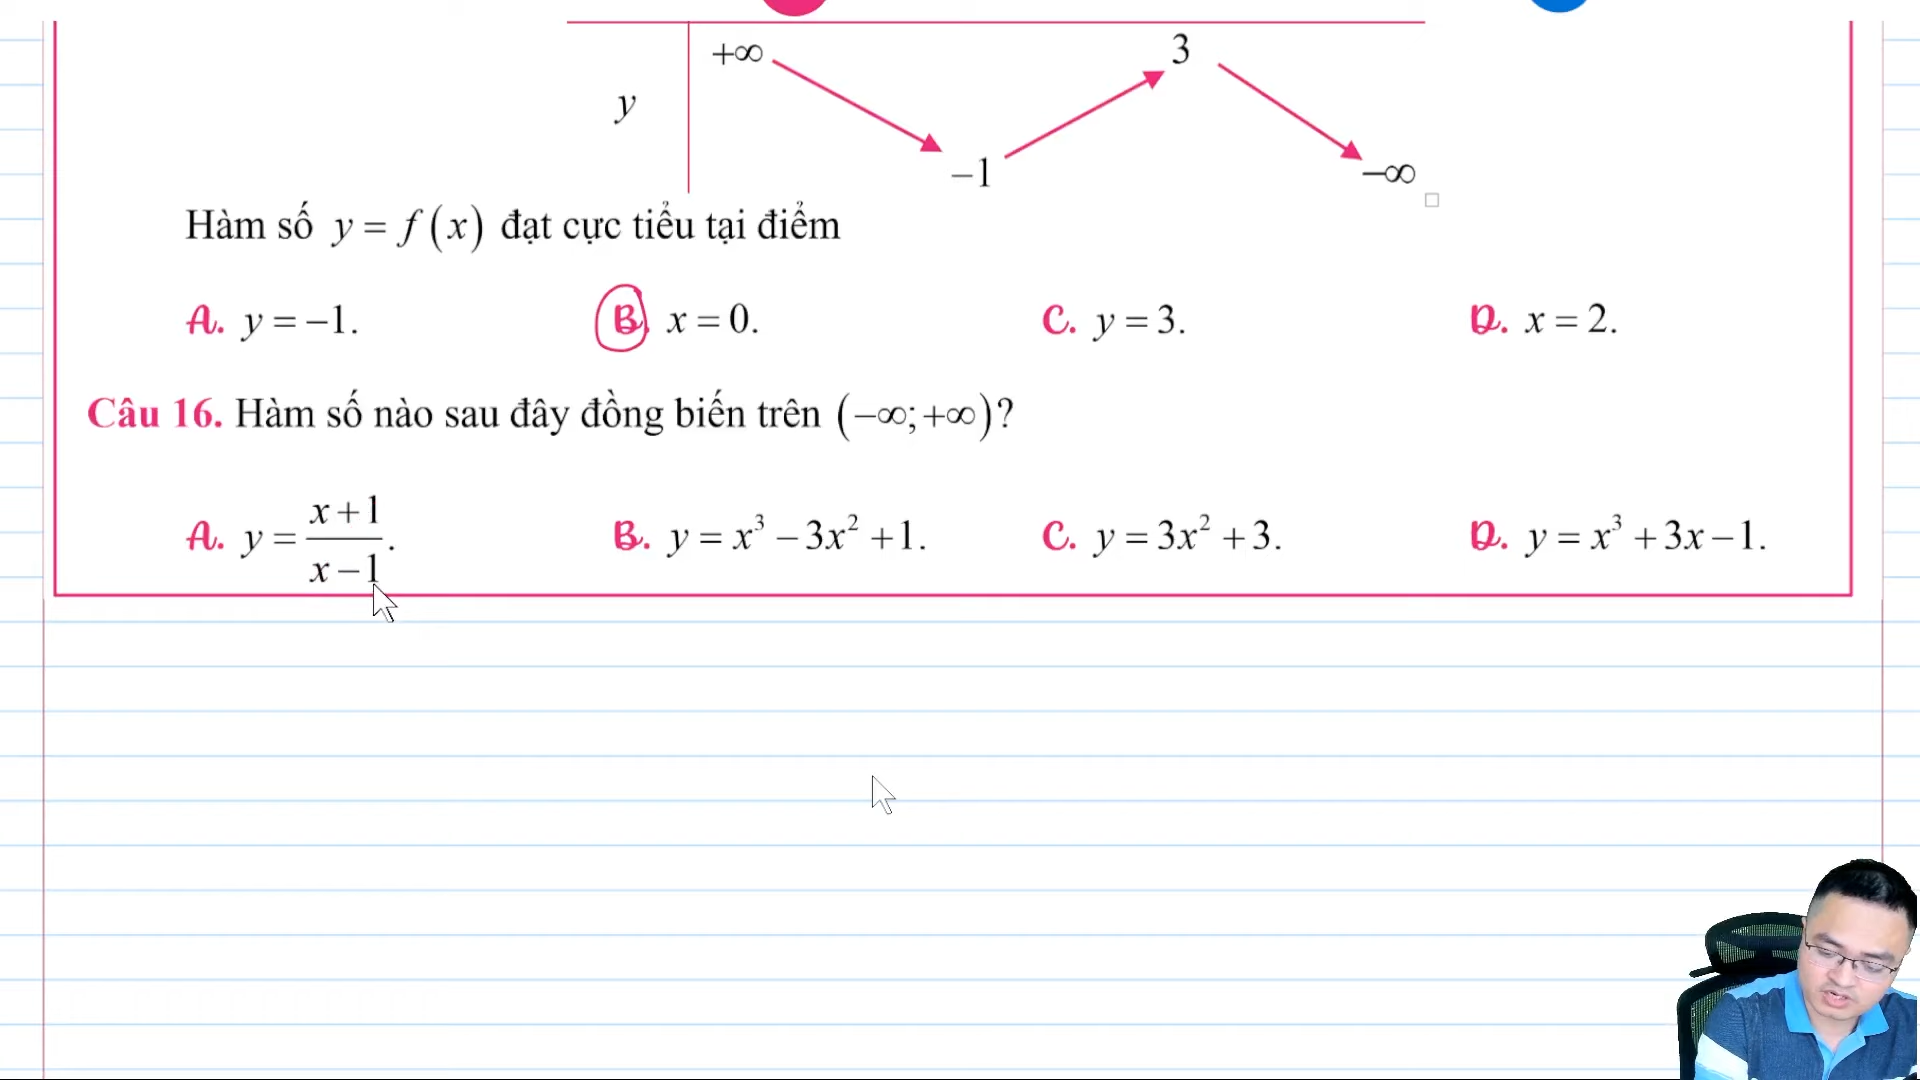 +∞ 3
y
−1 −∞
Hàm số y = f(x) đạt cực tiểu tại điểm
A. y = −1. B. x = 0. C. y = 3. D. x = 2.
Câu 16. Hàm số nào sau đây đồng biến trên (−∞; +∞)?
A. y = (x+1)/(x−1). B. y = x³ − 3x² + 1. C. y = 3x² + 3. D. y = x³ + 3x − 1.